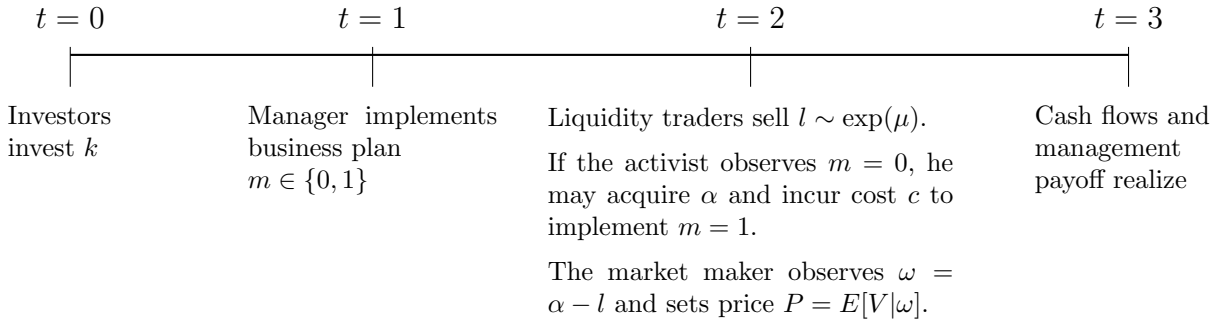 t = 0
t = 1
t = 2
t = 3
Investors
invest k
Manager implements
business plan
m ∈ {0, 1}
Liquidity traders sell l ∼ exp(μ).
If the activist observes m = 0, he
may acquire α and incur cost c to
implement m = 1.
The market maker observes ω =
α − l and sets price P = E[V|ω].
Cash flows and
management
payoff realize